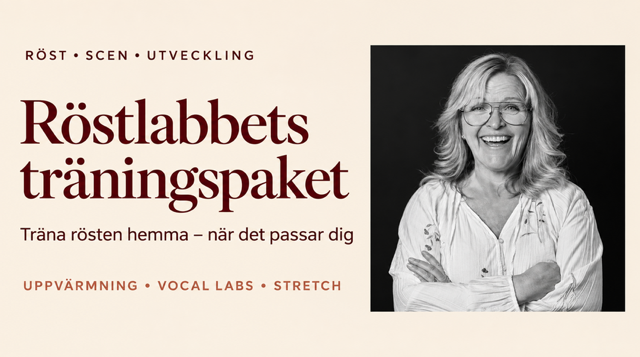 RÖST • SCEN • UTVECKLING
Röstlabbets
träningspaket
Träna rösten hemma – när det passar dig
UPPVÄRMNING • VOCAL LABS • STRETCH